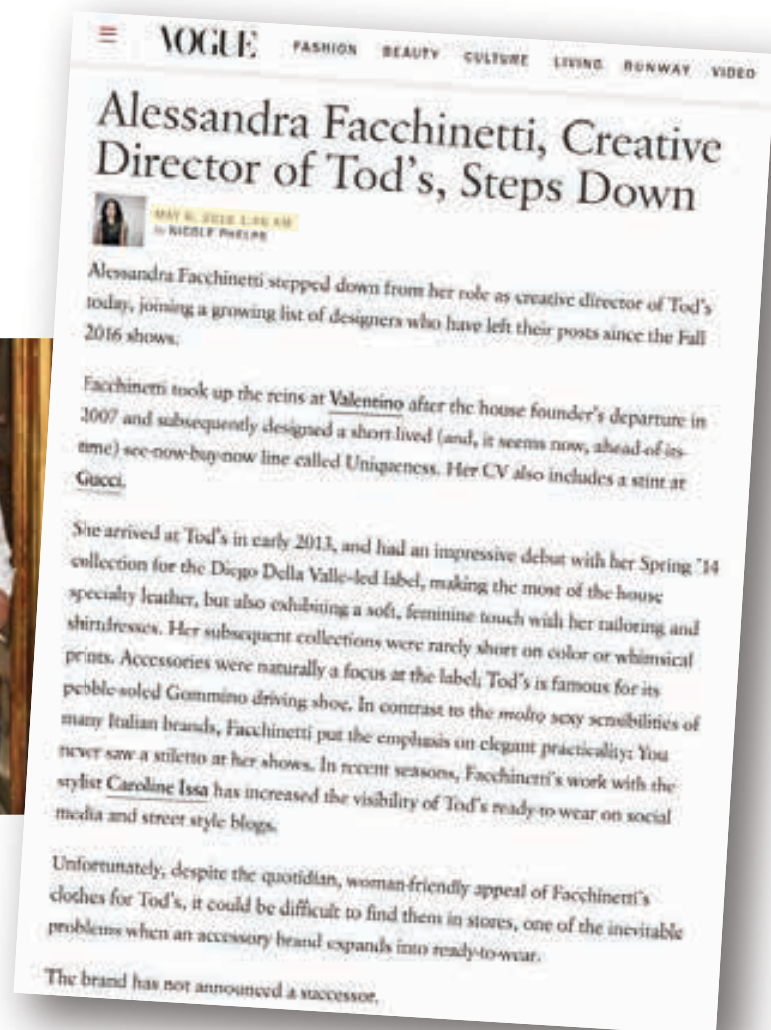 VOGUE FASHION BEAUTY CULTURE LIVING RUNWAY VIDEO
Alessandra Facchinetti, Creative
Director of Tod's, Steps Down
MAY 6, 2016 1:06 AM
by NICOLE PHELPS
Alessandra Facchinetti stepped down from her role as creative director of Tod's
today, joining a growing list of designers who have left their posts since the Fall
2016 shows.
Facchinetti took up the reins at Valentino after the house founder's departure in
2007 and subsequently designed a short-lived (and, it seems now, ahead-of-its-
time) see-now-buy-now line called Uniqueness. Her CV also includes a stint at
Gucci.
She arrived at Tod's in early 2013, and had an impressive debut with her Spring '14
collection for the Diego Della Valle–led label, making the most of the house
specialty leather, but also exhibiting a soft, feminine touch with her tailoring and
shirtdresses. Her subsequent collections were rarely short on color or whimsical
prints. Accessories were naturally a focus at the label; Tod's is famous for its
pebble-soled Gommino driving shoe. In contrast to the molto sexy sensibilities of
many Italian brands, Facchinetti put the emphasis on elegant practicality: You
never saw a stiletto at her shows. In recent seasons, Facchinetti's work with the
stylist Caroline Issa has increased the visibility of Tod's ready-to-wear on social
media and street style blogs.
Unfortunately, despite the quotidian, woman-friendly appeal of Facchinetti's
clothes for Tod's, it could be difficult to find them in stores, one of the inevitable
problems when an accessory brand expands into ready-to-wear.
The brand has not announced a successor.